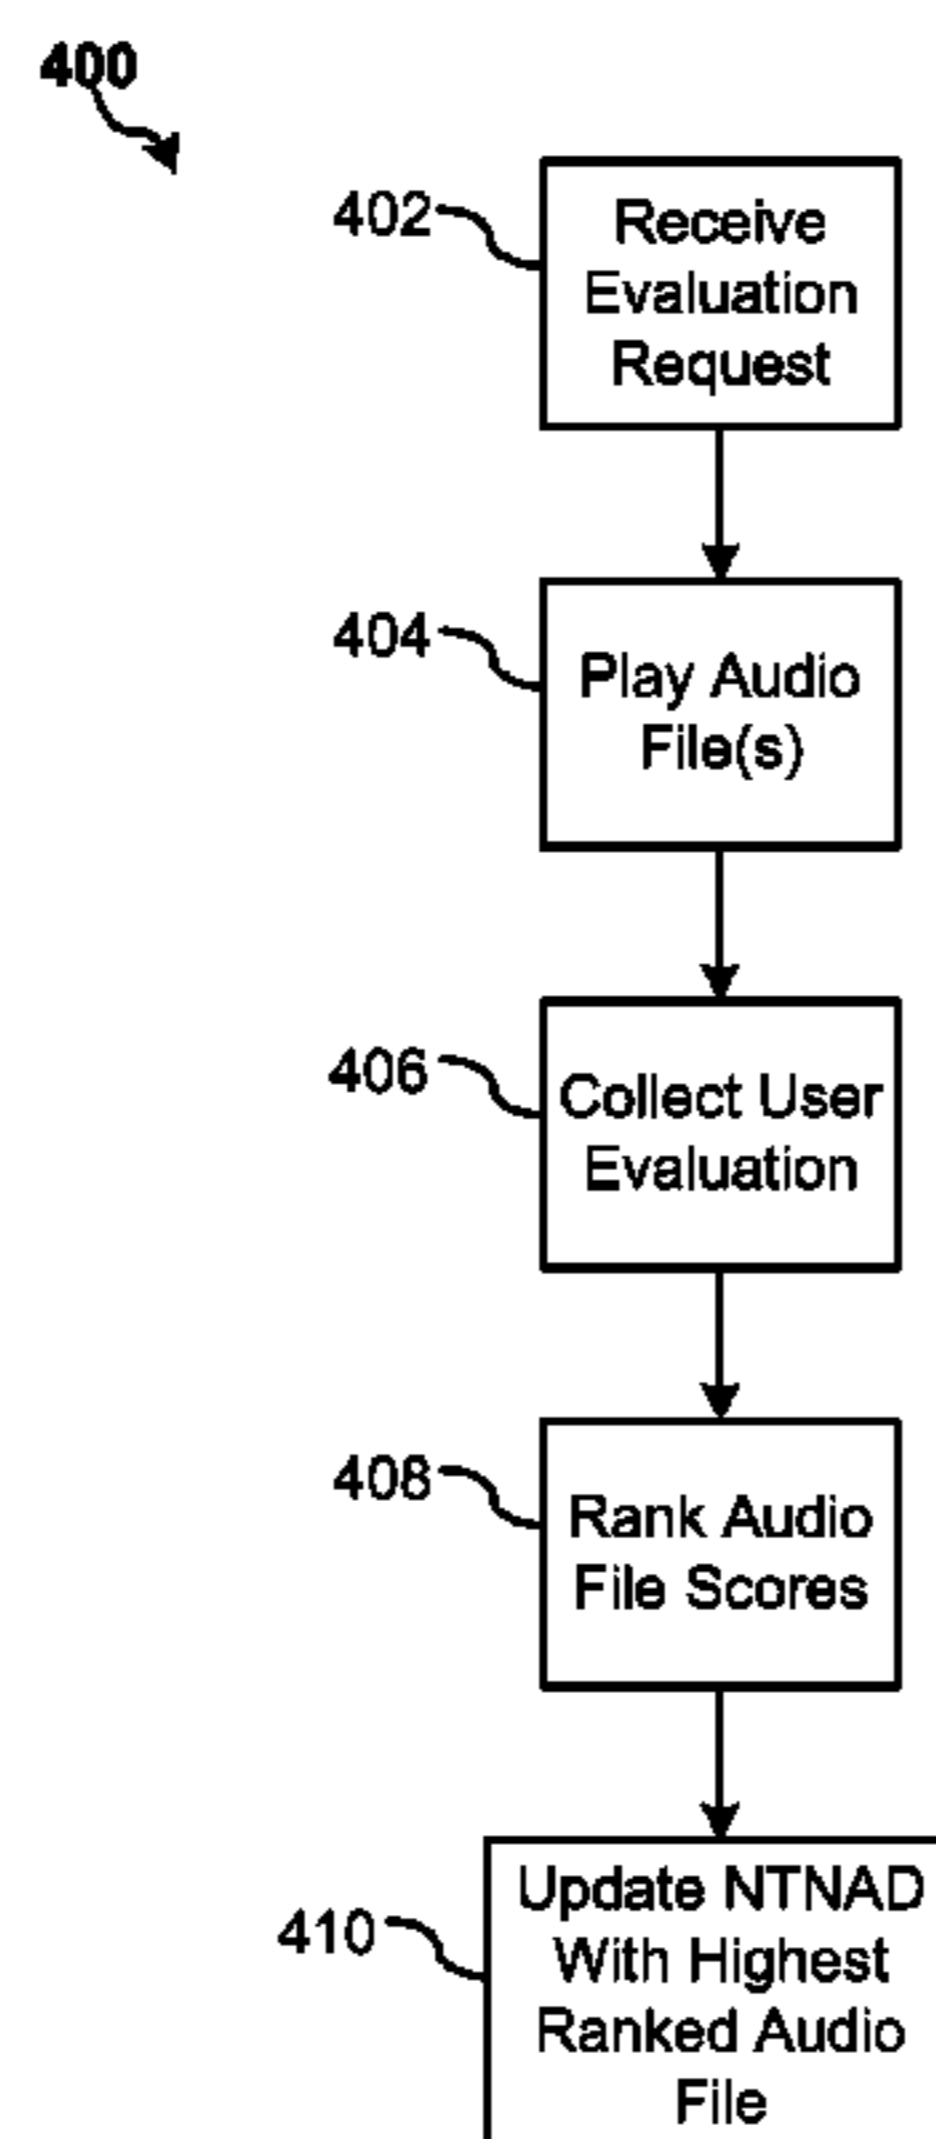 400
402
Receive
Evaluation
Request
404
Play Audio
File(s)
406
Collect User
Evaluation
408
Rank Audio
File Scores
410
Update NTNAD
With Highest
Ranked Audio
File